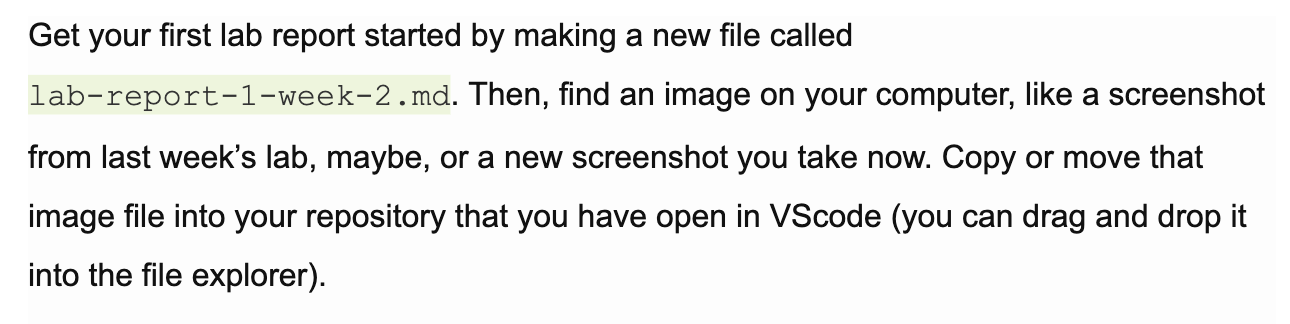 Get your first lab report started by making a new file called
lab-report-1-week-2.md. Then, find an image on your computer, like a screenshot
from last week’s lab, maybe, or a new screenshot you take now. Copy or move that
image file into your repository that you have open in VScode (you can drag and drop it
into the file explorer).